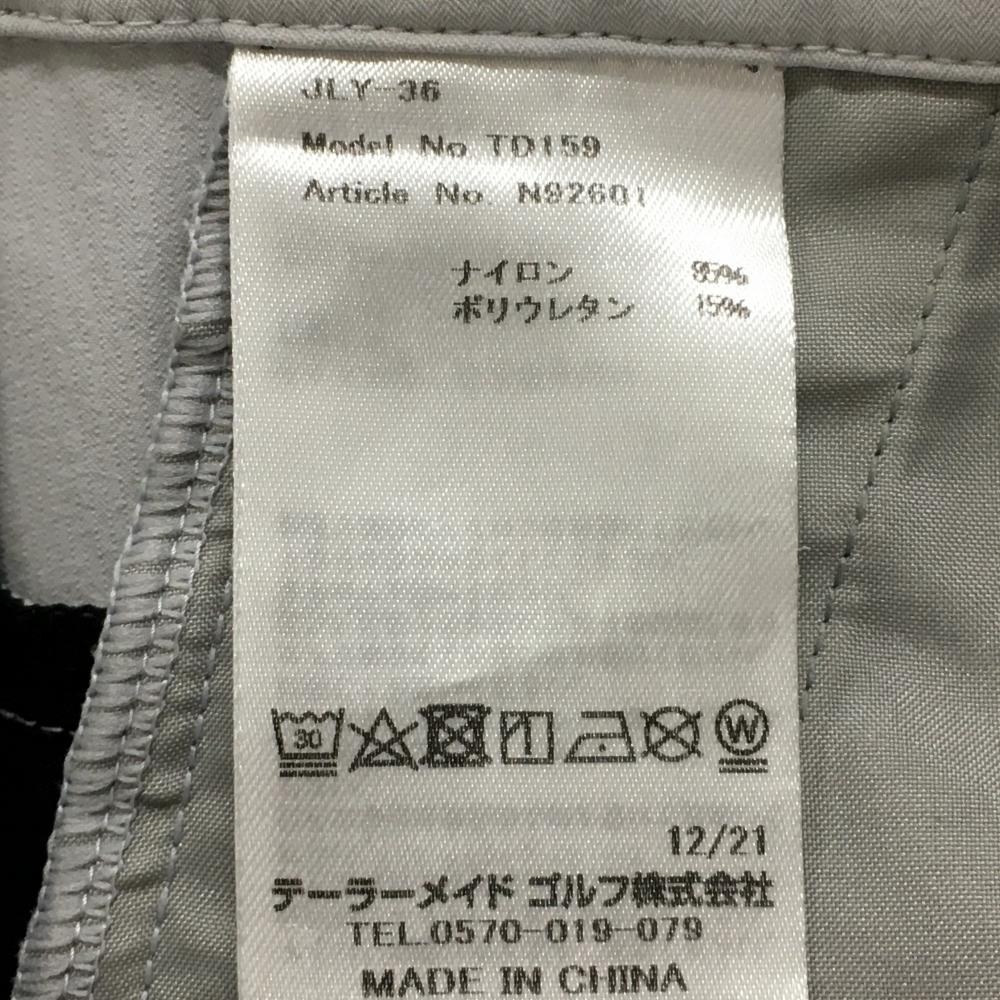 JLY-36
Model No TD159
Article No. N92601
ナイロン 85%
ポリウレタン 15%
30
W
12/21
テーラーメイド ゴルフ株式会社
TEL.0570-019-079
MADE IN CHINA